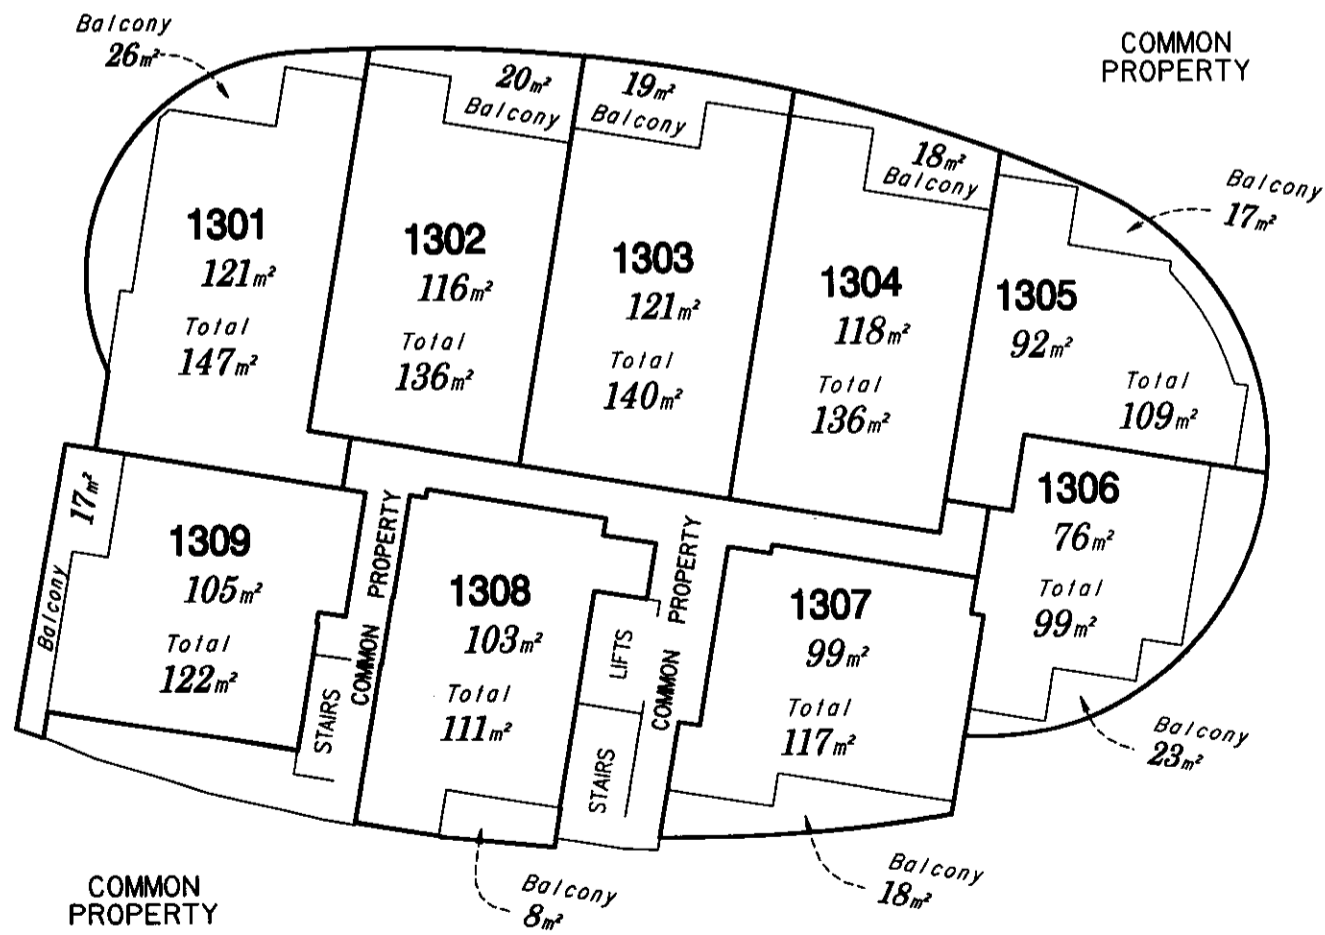 Balcony
26m²
COMMON
PROPERTY
20m²
Balcony
19m²
Balcony
18m²
Balcony
Balcony
17m²
1301
121m²
Total
147m²
1302
116m²
Total
136m²
1303
121m²
Total
140m²
1304
118m²
Total
136m²
1305
92m²
Total
109m²
1306
76m²
Total
99m²
17m²
Balcony
1309
105m²
Total
122m²
COMMON PROPERTY
STAIRS
1308
103m²
Total
111m²
LIFTS
STAIRS
COMMON PROPERTY
1307
99m²
Total
117m²
Balcony
23m²
Balcony
18m²
Balcony
8m²
COMMON
PROPERTY